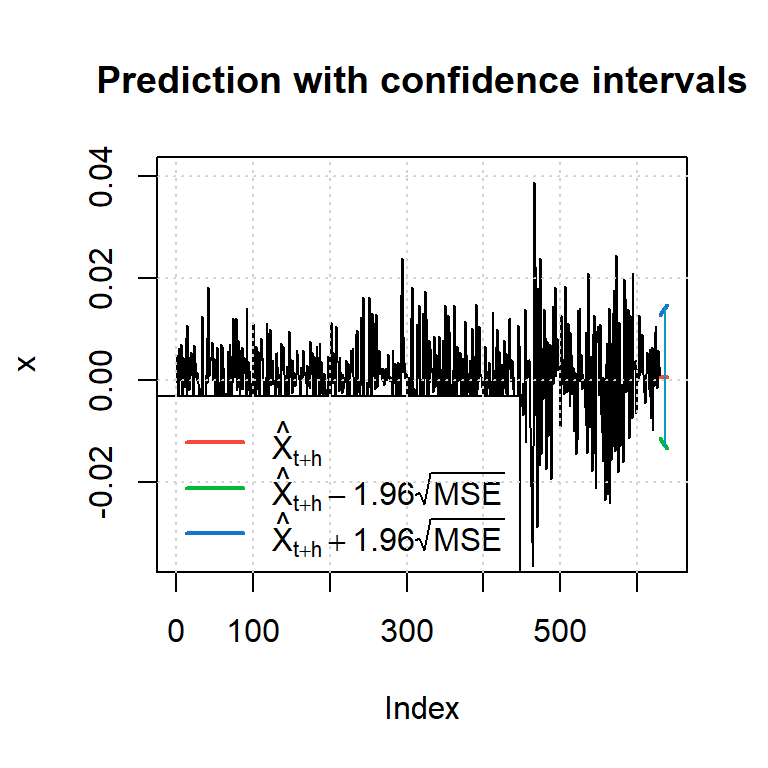 Prediction with confidence intervals
x
0.04
0.02
0.00
-0.02
X̂t+h
X̂t+h − 1.96√MSE
X̂t+h + 1.96√MSE
0 100 300 500
Index